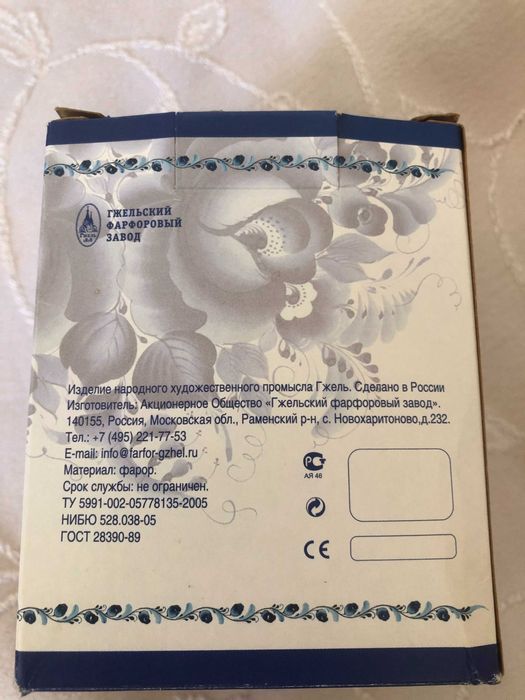 ГЖЕЛЬСКИЙ
ФАРФОРОВЫЙ
ЗАВОД
Гжель
Изделие народного художественного промысла Гжель. Сделано в России
Изготовитель: Акционерное Общество «Гжельский фарфоровый завод».
140155, Россия, Московская обл., Раменский р-н, с. Новохаритоново,д.232.
Тел.: +7 (495) 221-77-53
E-mail: info@farfor-gzhel.ru
Материал: фарор.
Срок службы: не ограничен.
ТУ 5991-002-05778135-2005
НИБЮ 528.038-05
ГОСТ 28390-89
АЯ 46
CE